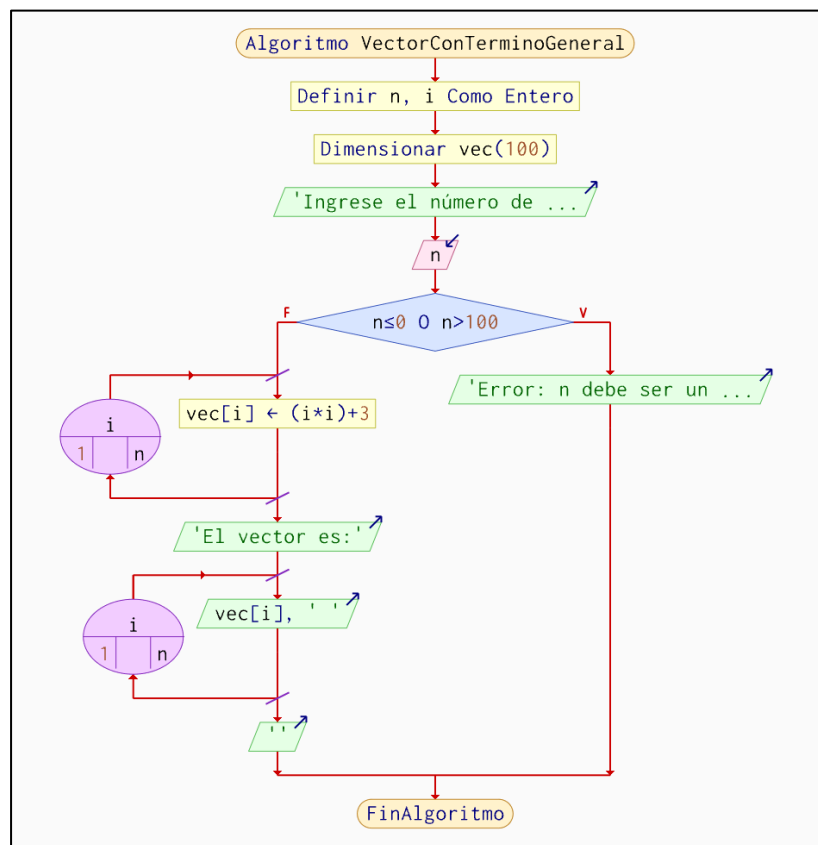 Algoritmo VectorConTerminoGeneral
Definir n, i Como Entero
Dimensionar vec(100)
'Ingrese el número de ...
n
n≤0 O n>100
F
V
'Error: n debe ser un ...
i
1
n
vec[i] ← (i*i)+3
'El vector es:'
i
1
n
vec[i], ' '
''
FinAlgoritmo